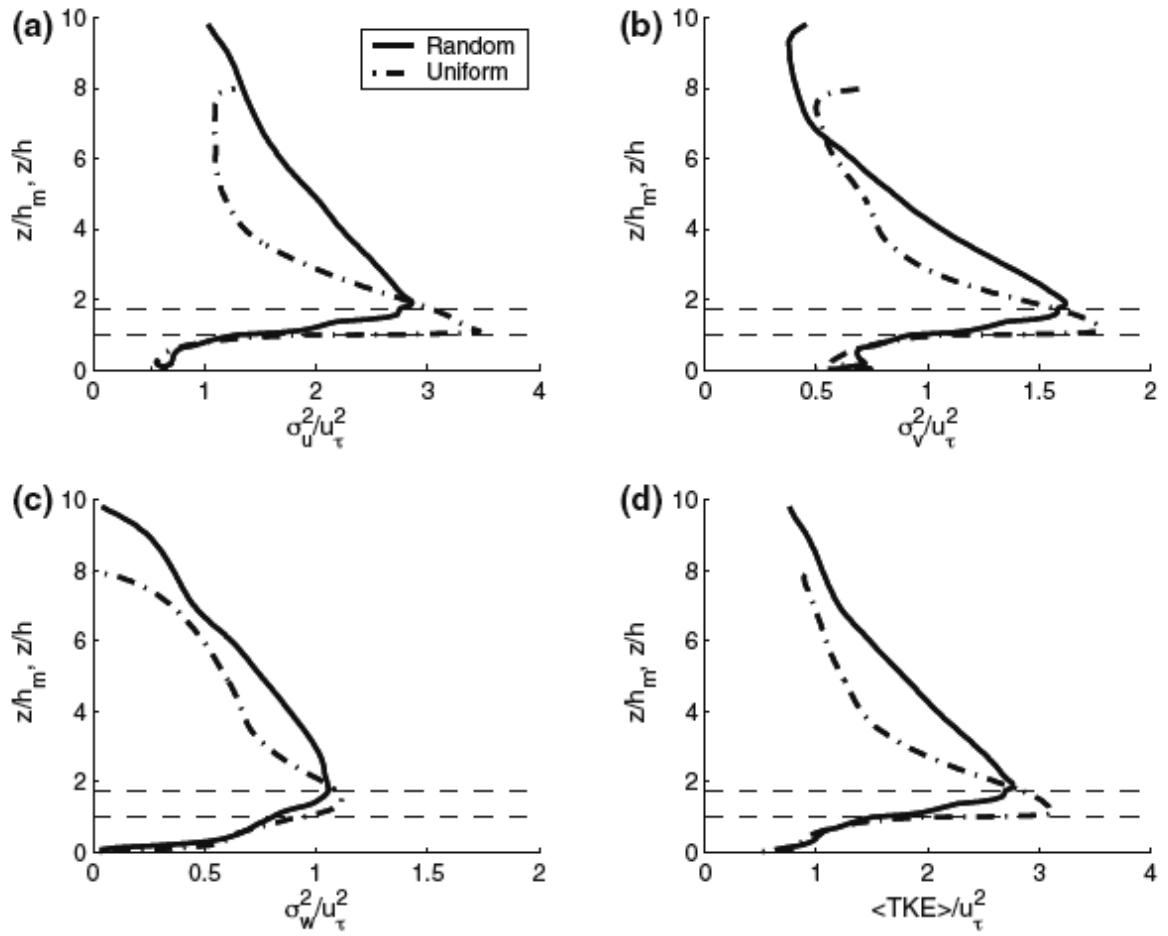 (a)
10
8
6
4
2
0
z/h_m, z/h
Random
Uniform
0 1 2 3 4
σ_u^2/u_τ^2
(b)
10
8
6
4
2
0
z/h_m, z/h
0 0.5 1 1.5 2
σ_v^2/u_τ^2
(c)
10
8
6
4
2
0
z/h_m, z/h
0 0.5 1 1.5 2
σ_w^2/u_τ^2
(d)
10
8
6
4
2
0
z/h_m, z/h
0 1 2 3 4
<TKE>/u_τ^2